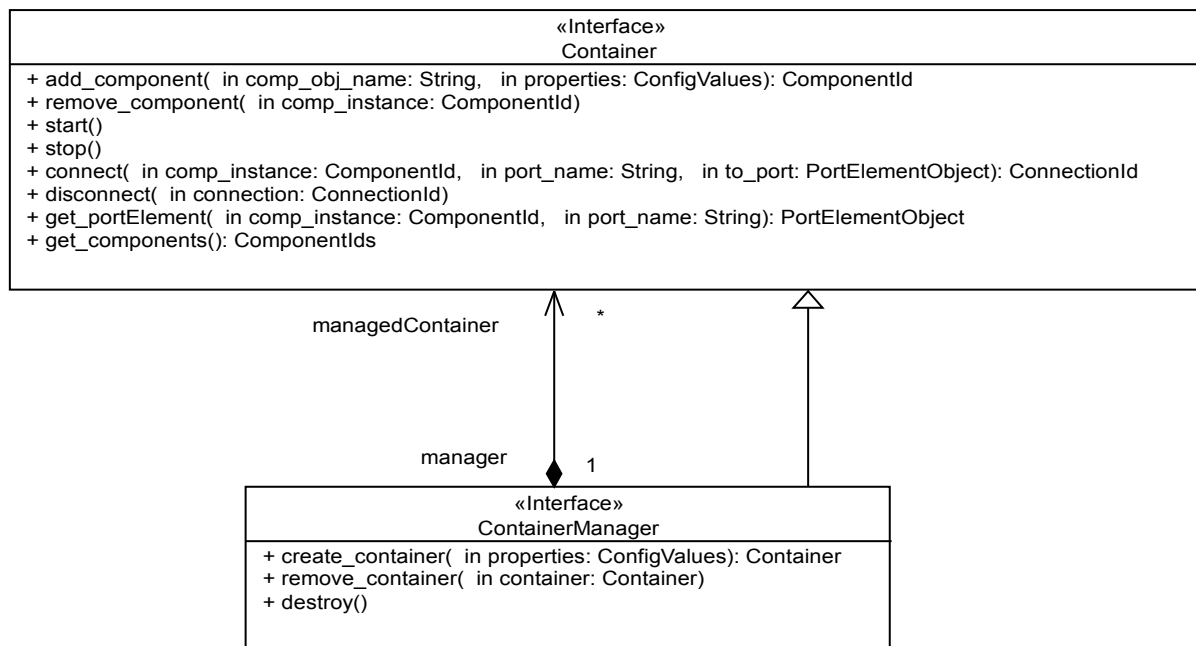 «Interface»
Container
+ add_component( in comp_obj_name: String, in properties: ConfigValues): ComponentId
+ remove_component( in comp_instance: ComponentId)
+ start()
+ stop()
+ connect( in comp_instance: ComponentId, in port_name: String, in to_port: PortElementObject): ConnectionId
+ disconnect( in connection: ConnectionId)
+ get_portElement( in comp_instance: ComponentId, in port_name: String): PortElementObject
+ get_components(): ComponentIds
managedContainer *
manager 1
«Interface»
ContainerManager
+ create_container( in properties: ConfigValues): Container
+ remove_container( in container: Container)
+ destroy()